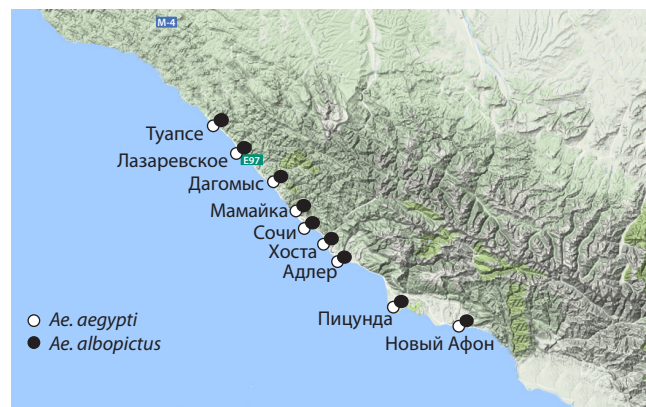 M-4
Туапсе
Лазаревское
E97
Дагомыс
Мамайка
Сочи
Хоста
Адлер
Пицунда
Новый Афон
Ae. aegypti
Ae. albopictus